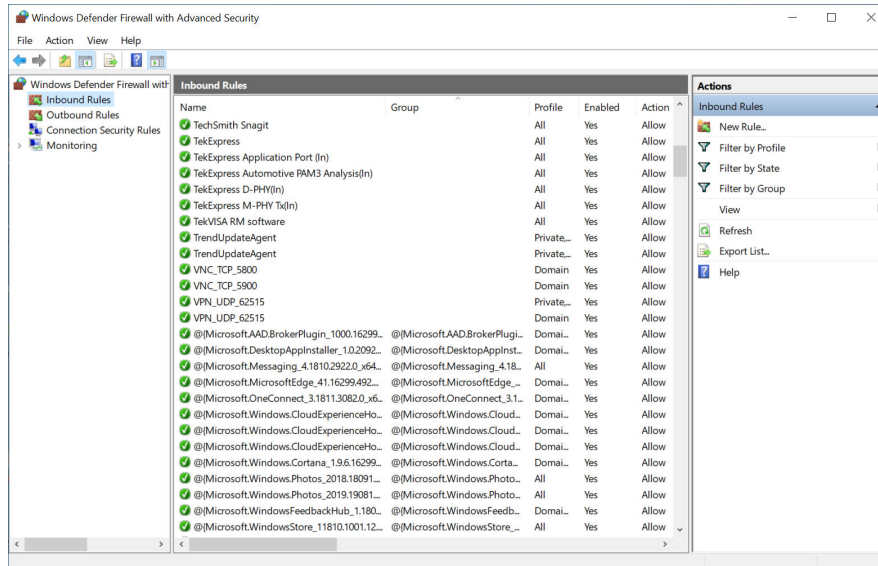 Windows Defender Firewall with Advanced Security
File Action View Help
Windows Defender Firewall with
Inbound Rules
Outbound Rules
Connection Security Rules
Monitoring
Inbound Rules
Name Group Profile Enabled Action
TechSmith Snagit All Yes Allow
TekExpress All Yes Allow
TekExpress Application Port (In) All Yes Allow
TekExpress Automotive PAM3 Analysis(In) All Yes Allow
TekExpress D-PHY(In) All Yes Allow
TekExpress M-PHY Tx(In) All Yes Allow
TekVISA RM software All Yes Allow
TrendUpdateAgent Private,... Yes Allow
TrendUpdateAgent Private,... Yes Allow
VNC_TCP_5800 Domain Yes Allow
VNC_TCP_5900 Domain Yes Allow
VPN_UDP_62515 Private,... Yes Allow
VPN_UDP_62515 Domain Yes Allow
@{Microsoft.AAD.BrokerPlugin_1000.16299... @{Microsoft.AAD.BrokerPlugi... Domai... Yes Allow
@{Microsoft.DesktopAppInstaller_1.0.2092... @{Microsoft.DesktopAppInst... Domai... Yes Allow
@{Microsoft.Messaging_4.1810.2922.0_x64... @{Microsoft.Messaging_4.18... All Yes Allow
@{Microsoft.MicrosoftEdge_41.16299.492... @{Microsoft.MicrosoftEdge_... Domai... Yes Allow
@{Microsoft.OneConnect_3.1811.3082.0_x6... @{Microsoft.OneConnect_3.1... Domai... Yes Allow
@{Microsoft.Windows.CloudExperienceHo... @{Microsoft.Windows.Cloud... Domai... Yes Allow
@{Microsoft.Windows.CloudExperienceHo... @{Microsoft.Windows.Cloud... Domai... Yes Allow
@{Microsoft.Windows.CloudExperienceHo... @{Microsoft.Windows.Cloud... Domai... Yes Allow
@{Microsoft.Windows.Cortana_1.9.6.16299... @{Microsoft.Windows.Corta... Domai... Yes Allow
@{Microsoft.Windows.Photos_2018.18091... @{Microsoft.Windows.Photo... All Yes Allow
@{Microsoft.Windows.Photos_2019.19081... @{Microsoft.Windows.Photo... All Yes Allow
@{Microsoft.WindowsFeedbackHub_1.180... @{Microsoft.WindowsFeedb... Domai... Yes Allow
@{Microsoft.WindowsStore_11810.1001.12... @{Microsoft.WindowsStore_... All Yes Allow
Actions
Inbound Rules
New Rule...
Filter by Profile
Filter by State
Filter by Group
View
Refresh
Export List...
Help